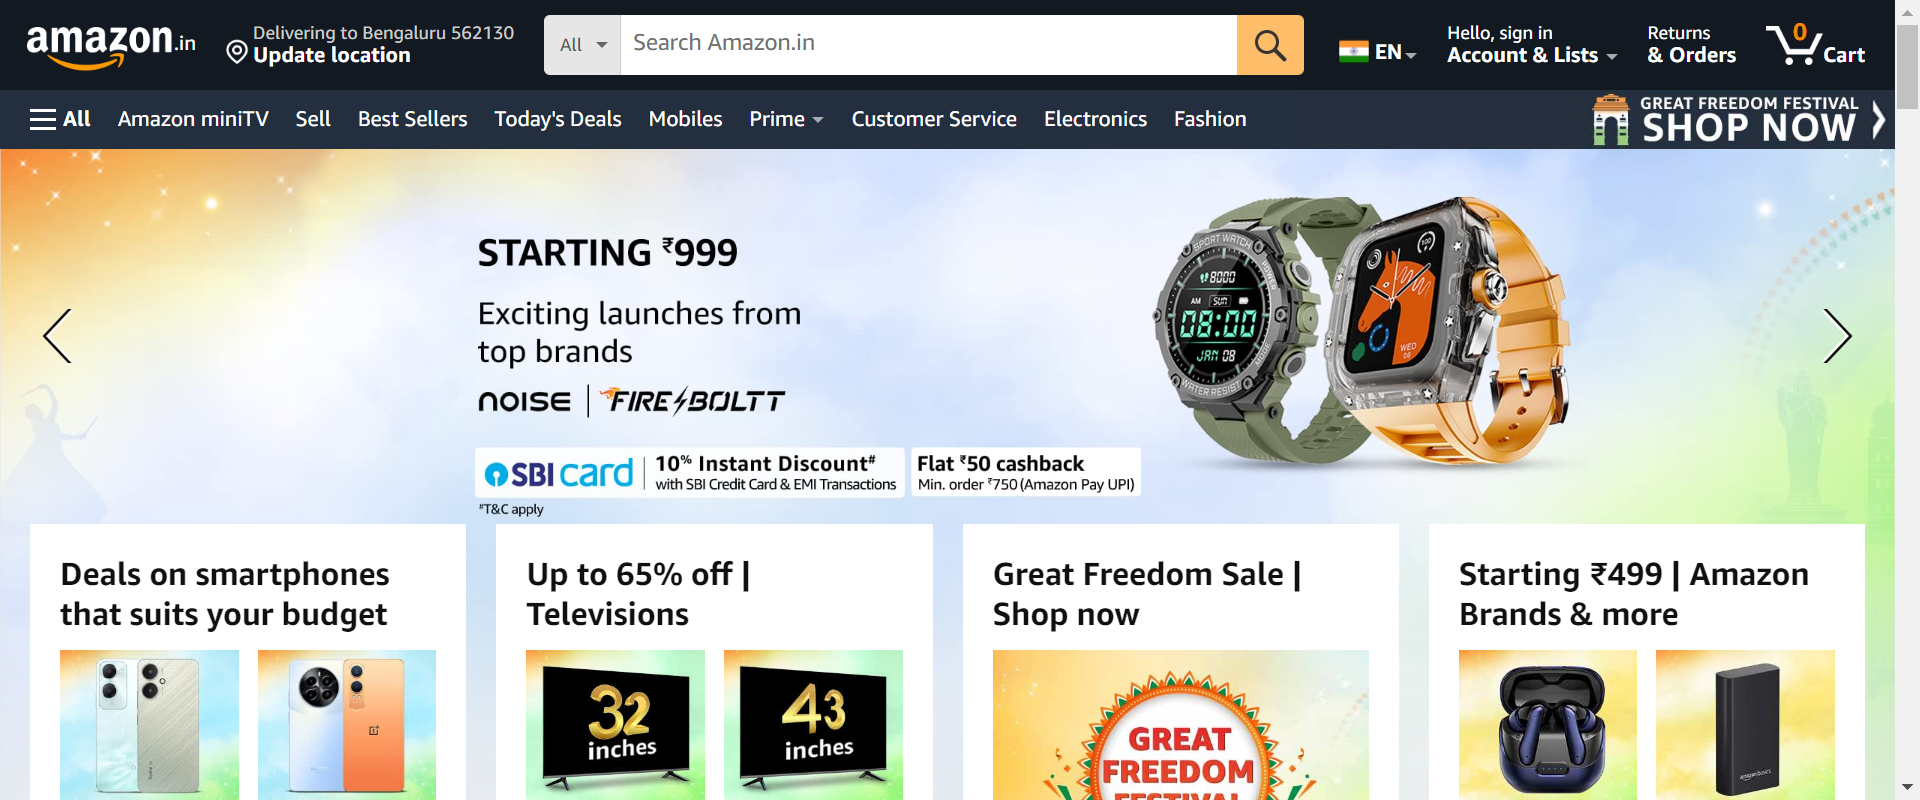 amazon.in
Delivering to Bengaluru 562130
Update location
All
Search Amazon.in
EN
Hello, sign in
Account & Lists
Returns
& Orders
0
Cart
All
Amazon miniTV
Sell
Best Sellers
Today's Deals
Mobiles
Prime
Customer Service
Electronics
Fashion
GREAT FREEDOM FESTIVAL
SHOP NOW
STARTING ₹999
Exciting launches from
top brands
NOISE | FIRE BOLTT
SBI card
10% Instant Discount#
with SBI Credit Card & EMI Transactions
Flat ₹50 cashback
Min. order ₹750 (Amazon Pay UPI)
#T&C apply
SPORT WATCH
POWER
8000
AM SUN
08:00
JAN 08
MODE
WATER RESIST
100
WED
06
Deals on smartphones
that suits your budget
Up to 65% off |
Televisions
32
inches
43
inches
Great Freedom Sale |
Shop now
GREAT
FREEDOM
FESTIVAL
Starting ₹499 | Amazon
Brands & more
amazonbasics